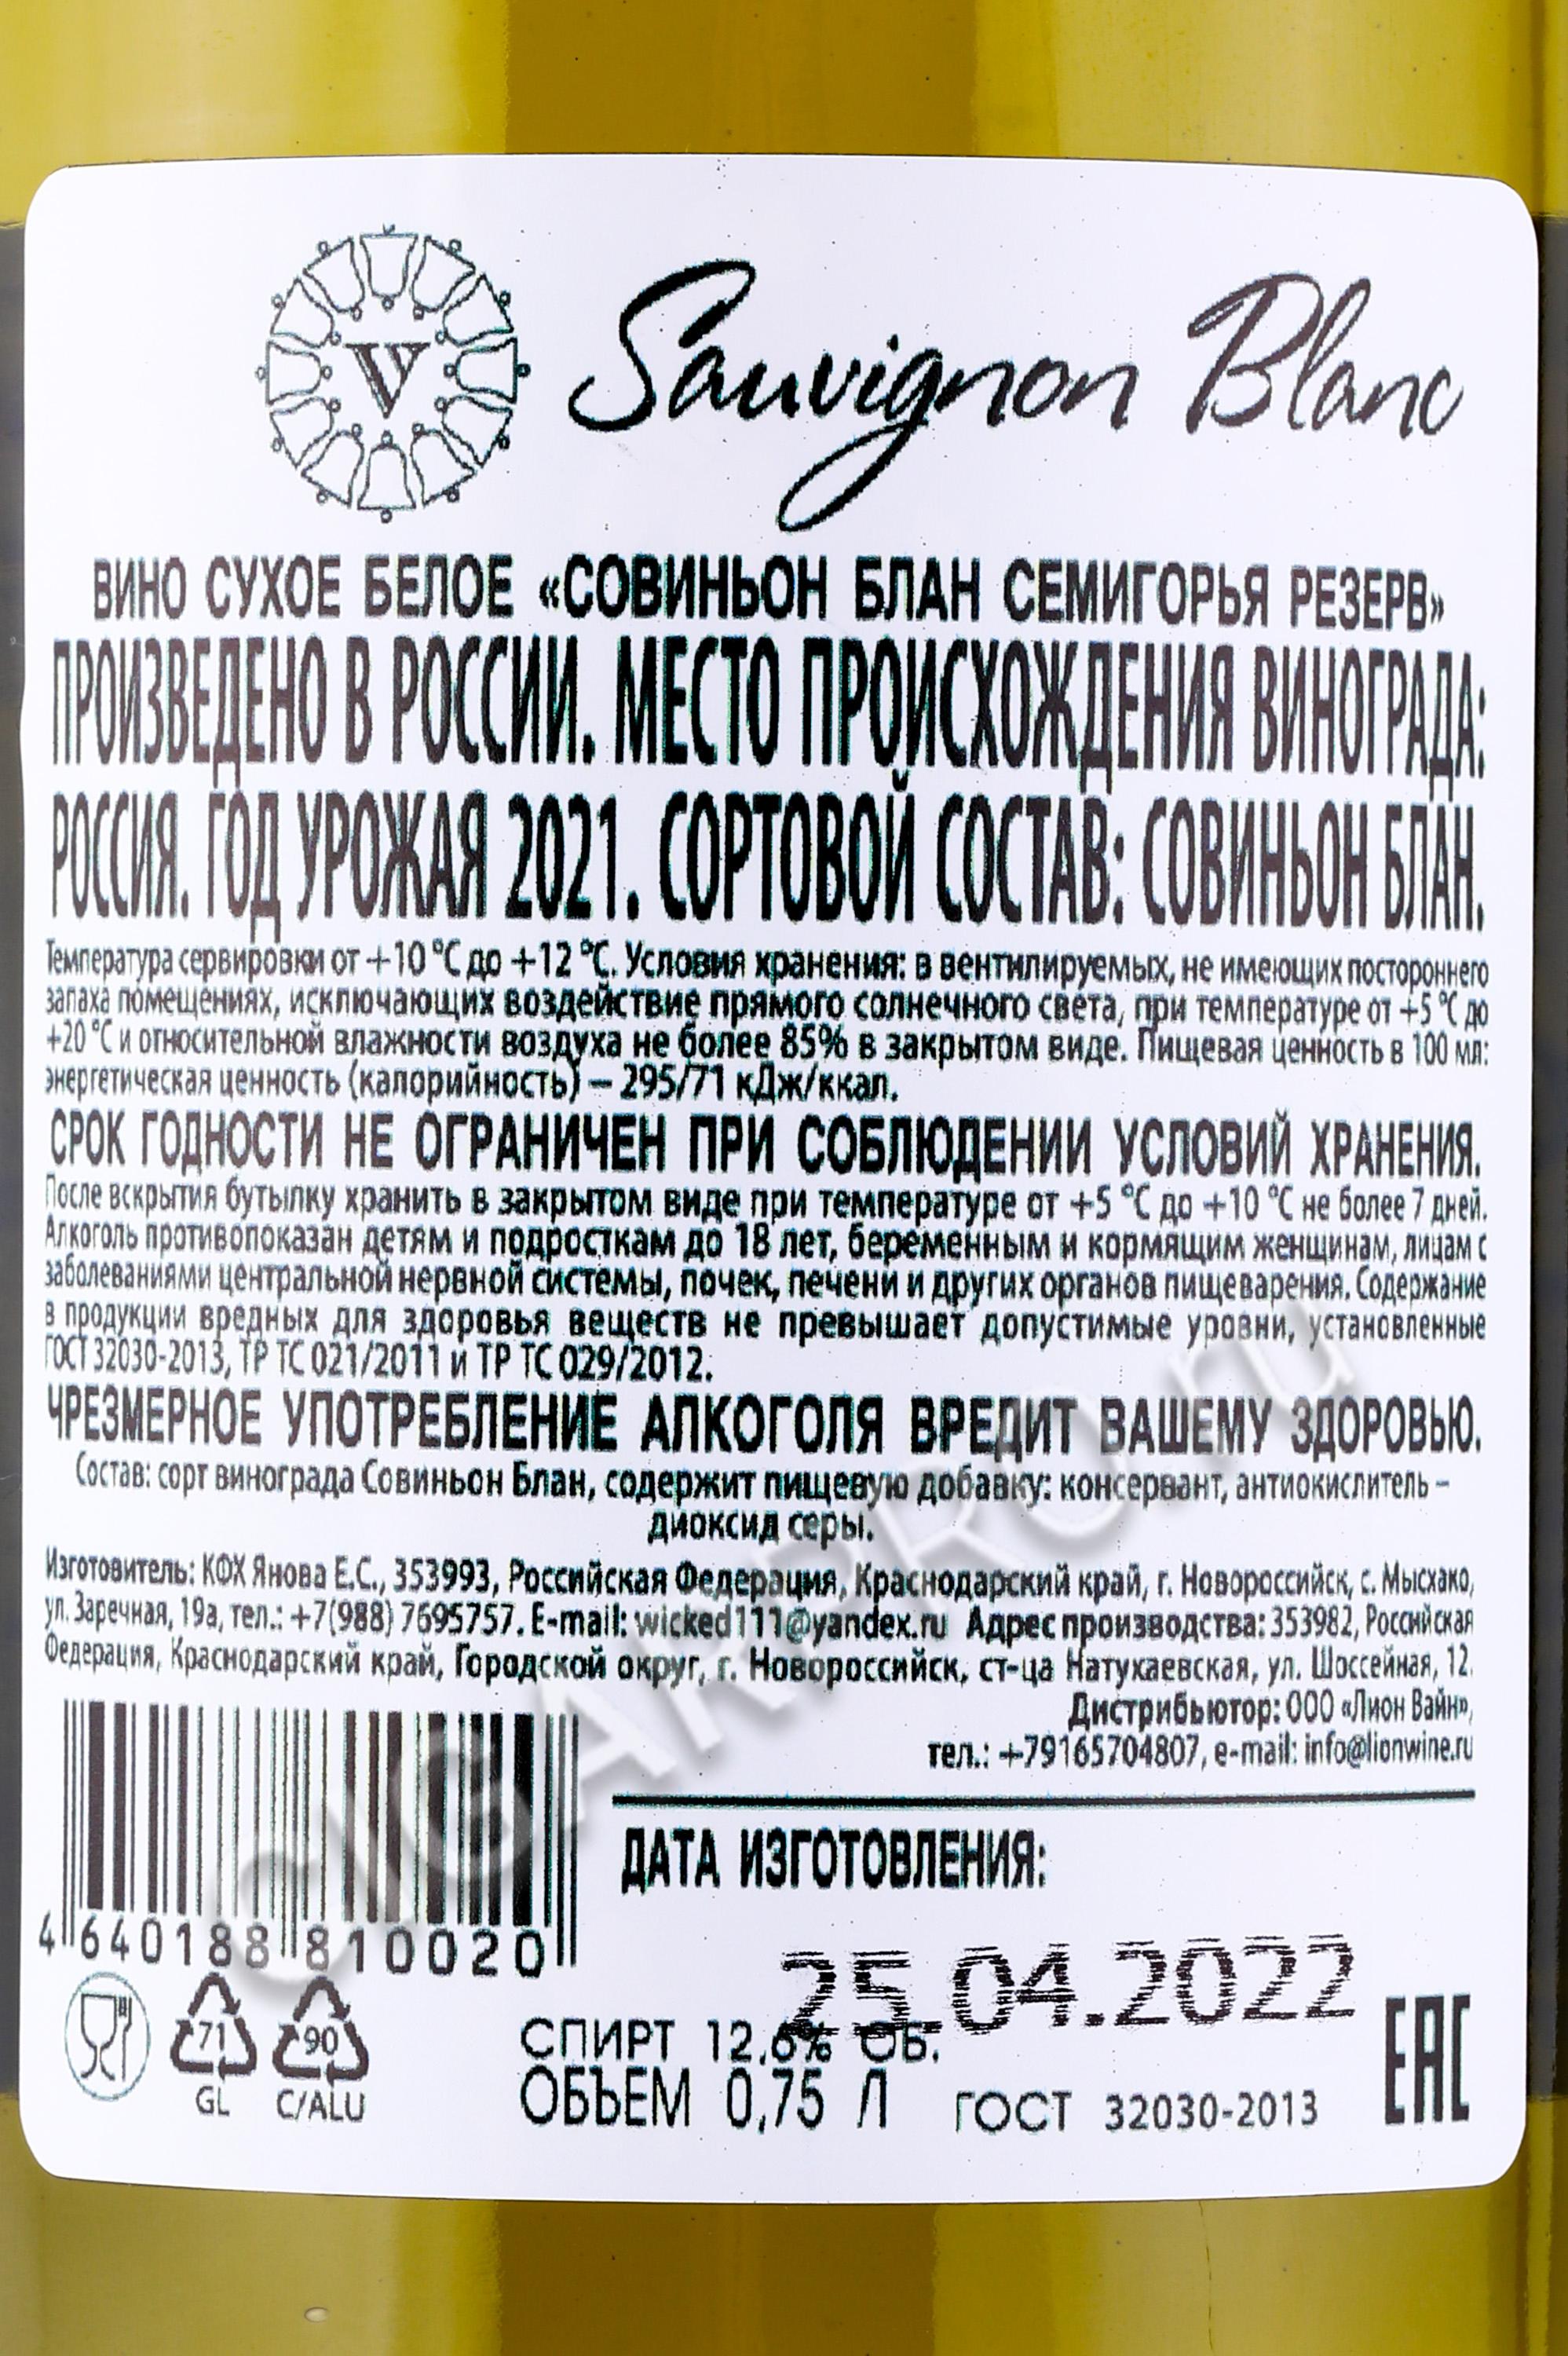 V
Sauvignon Blanc
ВИНО СУХОЕ БЕЛОЕ «СОВИНЬОН БЛАН СЕМИГОРЬЯ РЕЗЕРВ»
ПРОИЗВЕДЕНО В РОССИИ. МЕСТО ПРОИСХОЖДЕНИЯ ВИНОГРАДА:
РОССИЯ. ГОД УРОЖАЯ 2021. СОРТОВОЙ СОСТАВ: СОВИНЬОН БЛАН.
Температура сервировки от +10 °С до +12 °С. Условия хранения: в вентилируемых, не имеющих постороннего
запаха помещениях, исключающих воздействие прямого солнечного света, при температуре от +5 °С до
+20 °С и относительной влажности воздуха не более 85% в закрытом виде. Пищевая ценность в 100 мл:
энергетическая ценность (калорийность) – 295/71 кДж/ккал.
СРОК ГОДНОСТИ НЕ ОГРАНИЧЕН ПРИ СОБЛЮДЕНИИ УСЛОВИЙ ХРАНЕНИЯ.
После вскрытия бутылку хранить в закрытом виде при температуре от +5 °С до +10 °С не более 7 дней.
Алкоголь противопоказан детям и подросткам до 18 лет, беременным и кормящим женщинам, лицам с
заболеваниями центральной нервной системы, почек, печени и других органов пищеварения. Содержание
в продукции вредных для здоровья веществ не превышает допустимые уровни, установленные
ГОСТ 32030-2013, ТР ТС 021/2011 и ТР ТС 029/2012.
ЧРЕЗМЕРНОЕ УПОТРЕБЛЕНИЕ АЛКОГОЛЯ ВРЕДИТ ВАШЕМУ ЗДОРОВЬЮ.
Состав: сорт винограда Совиньон Блан, содержит пищевую добавку: консервант, антиокислитель –
диоксид серы.
Изготовитель: КФХ Янова Е.С., 353993, Российская Федерация, Краснодарский край, г. Новороссийск, с. Мысхако,
ул. Заречная, 19а, тел.: +7(988) 7695757. E-mail: wicked111@yandex.ru Адрес производства: 353982, Российская
Федерация, Краснодарский край, Городской округ, г. Новороссийск, ст-ца Натухаевская, ул. Шоссейная, 12.
Дистрибьютор: ООО «Лион Вайн»,
тел.: +79165704807, e-mail: info@lionwine.ru
ДАТА ИЗГОТОВЛЕНИЯ:
25.04.2022
4 640188 810020
71 GL
90 C/ALU
СПИРТ 12,6% ОБ.
ОБЪЕМ 0,75 Л ГОСТ 32030-2013
EAC
CIGARPRO.ru